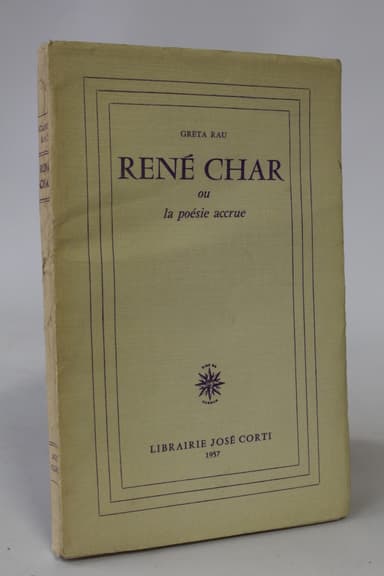 GRETA RAU
RENÉ CHAR
ou
la poésie accrue
LIBRAIRIE JOSÉ CORTI
1957